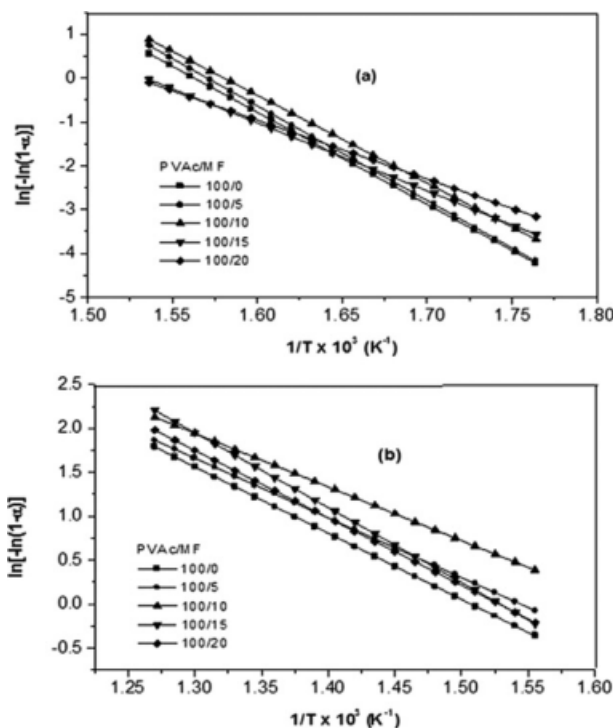 1
0
-1
-2
-3
-4
-5
ln[-ln(1-α)]
(a)
PVAc/MF
100/0
100/5
100/10
100/15
100/20
1.50 1.55 1.60 1.65 1.70 1.75 1.80
1/T x 10³ (K⁻¹)
2.5
2.0
1.5
1.0
0.5
0.0
-0.5
ln[-ln(1-α)]
(b)
PVAc/MF
100/0
100/5
100/10
100/15
100/20
1.25 1.30 1.35 1.40 1.45 1.50 1.55 1.60
1/T x 10³ (K⁻¹)